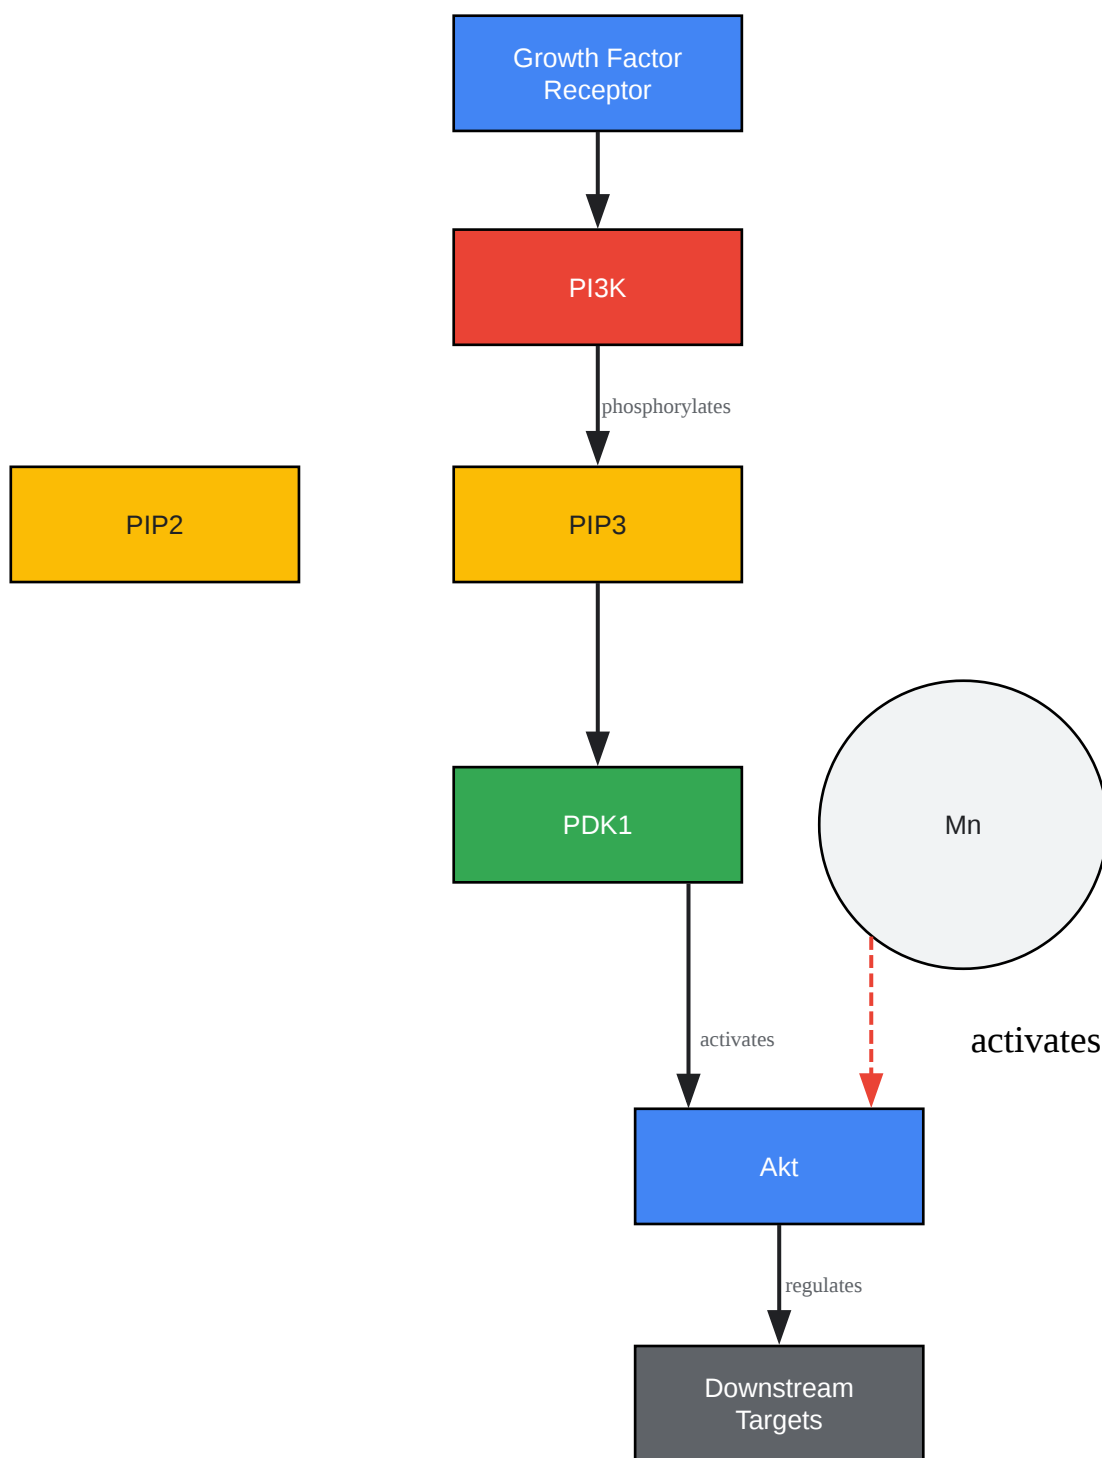 Growth Factor
Receptor
PI3K
phosphorylates
PIP2
PIP3
PDK1
Mn
activates
activates
Akt
regulates
Downstream
Targets